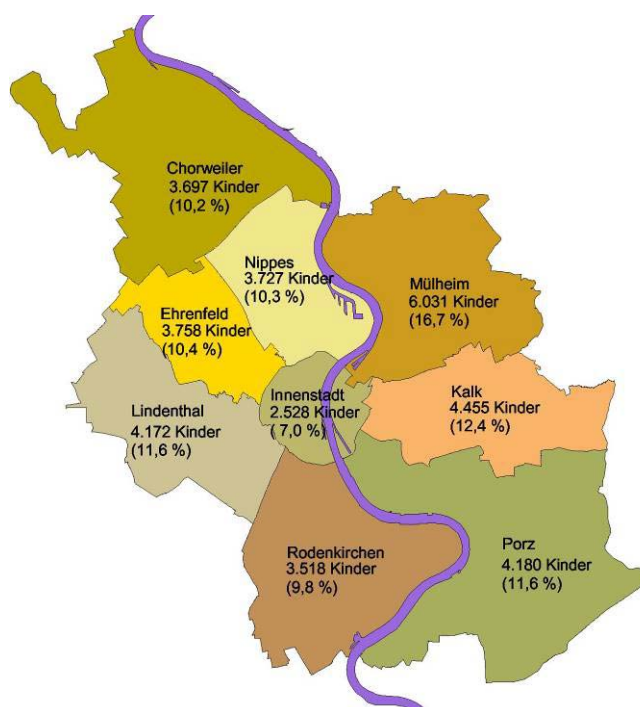 Chorweiler
3.697 Kinder
(10,2 %)
Nippes
3.727 Kinder
(10,3 %)
Mülheim
6.031 Kinder
(16,7 %)
Ehrenfeld
3.758 Kinder
(10,4 %)
Innenstadt
2.528 Kinder
( 7,0 %)
Kalk
4.455 Kinder
(12,4 %)
Lindenthal
4.172 Kinder
(11,6 %)
Rodenkirchen
3.518 Kinder
(9,8 %)
Porz
4.180 Kinder
(11,6 %)